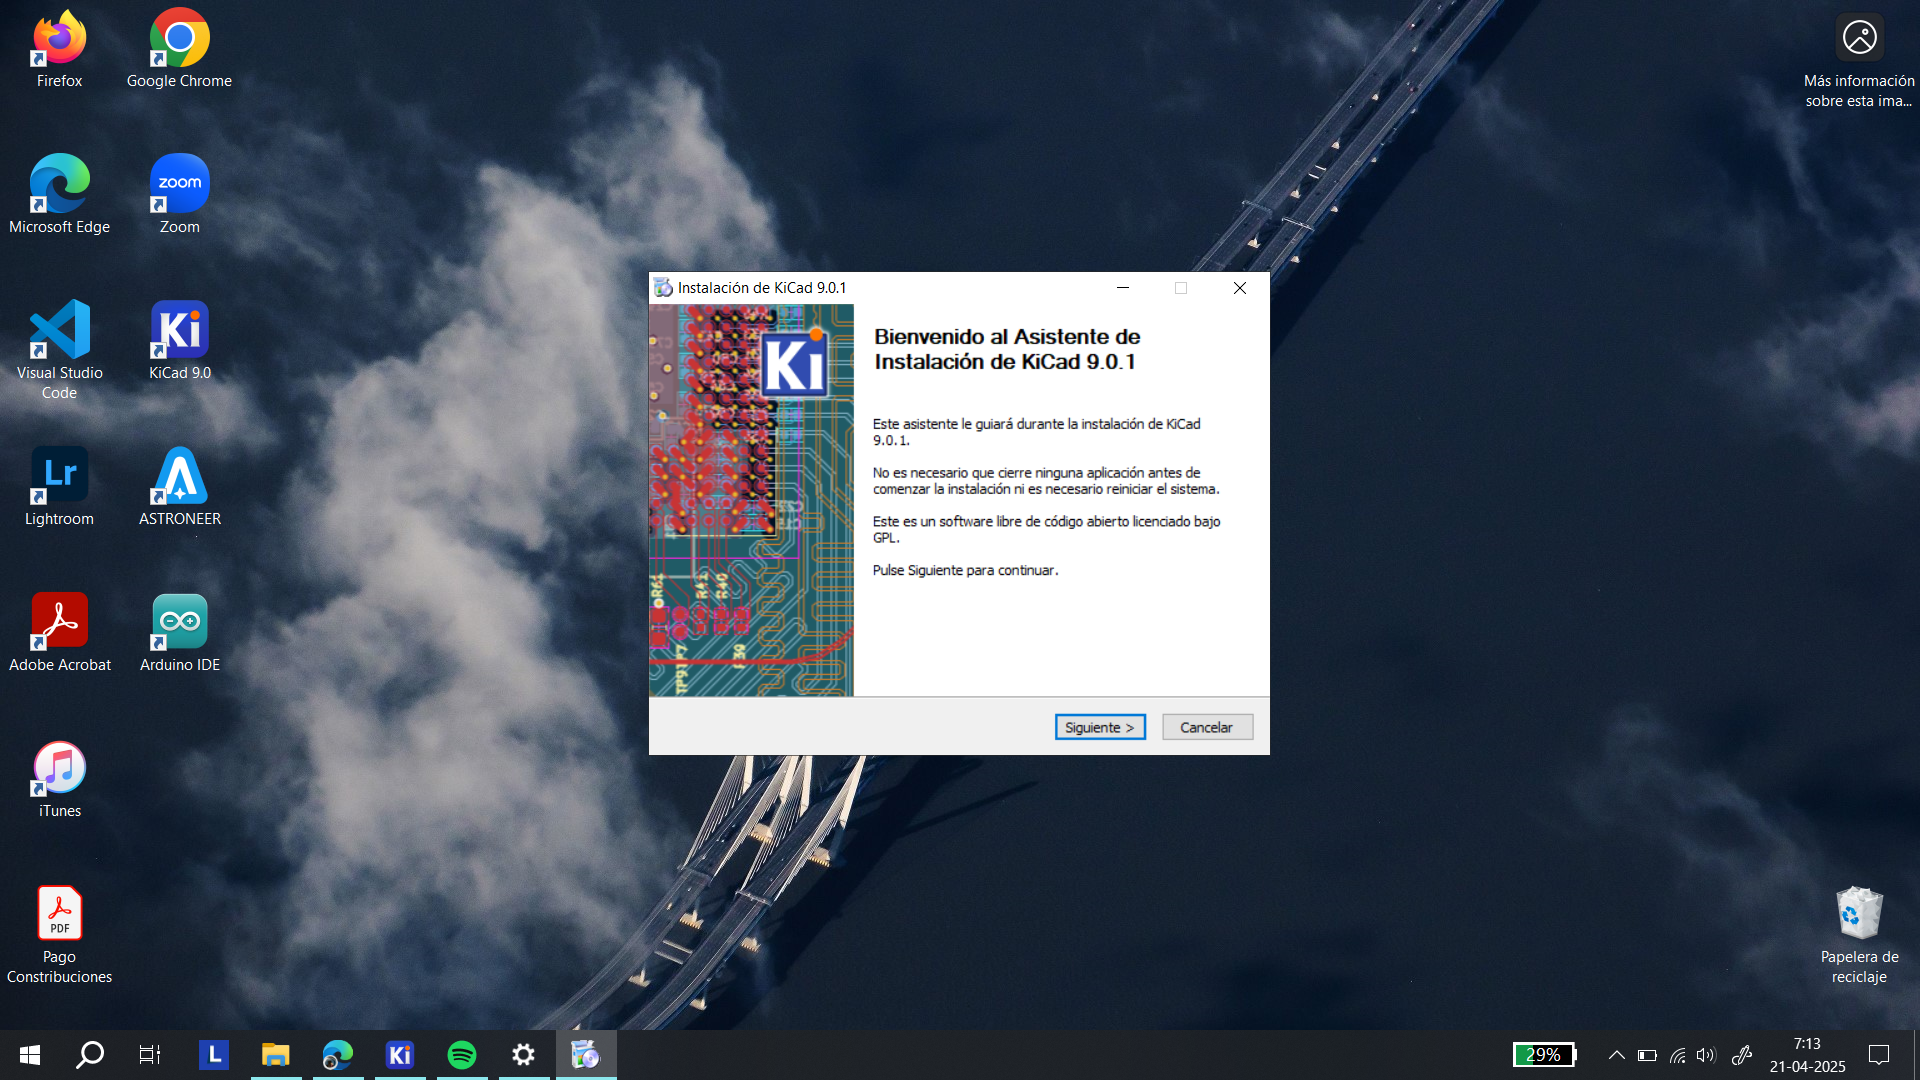 Firefox
Google Chrome
Más información
sobre esta ima...
zoom
Microsoft Edge
Zoom
Instalación de KiCad 9.0.1
Ki
Bienvenido al Asistente de
Instalación de KiCad 9.0.1
Ki
Visual Studio
Code
KiCad 9.0
Este asistente le guiará durante la instalación de KiCad
9.0.1.
No es necesario que cierre ninguna aplicación antes de
comenzar la instalación ni es necesario reiniciar el sistema.
Este es un software libre de código abierto licenciado bajo
GPL.
Pulse Siguiente para continuar.
R41
R40
Lr
Lightroom
ASTRONEER
Adobe Acrobat
Arduino IDE
Siguiente >
Cancelar
iTunes
PDF
Pago
Constribuciones
Papelera de
reciclaje
L
Ki
29%
7:13
21-04-2025